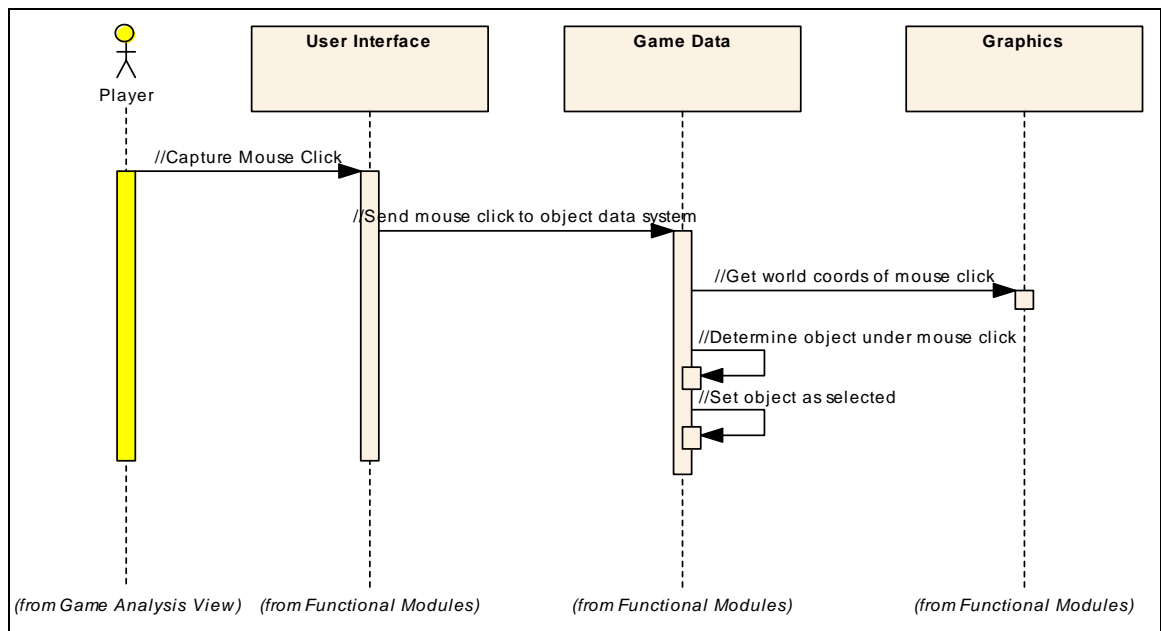 User Interface
Game Data
Graphics
Player
//Capture Mouse Click
//Send mouse click to object data system
//Get world coords of mouse click
//Determine object under mouse click
//Set object as selected
(from Game Analysis View)
(from Functional Modules)
(from Functional Modules)
(from Functional Modules)